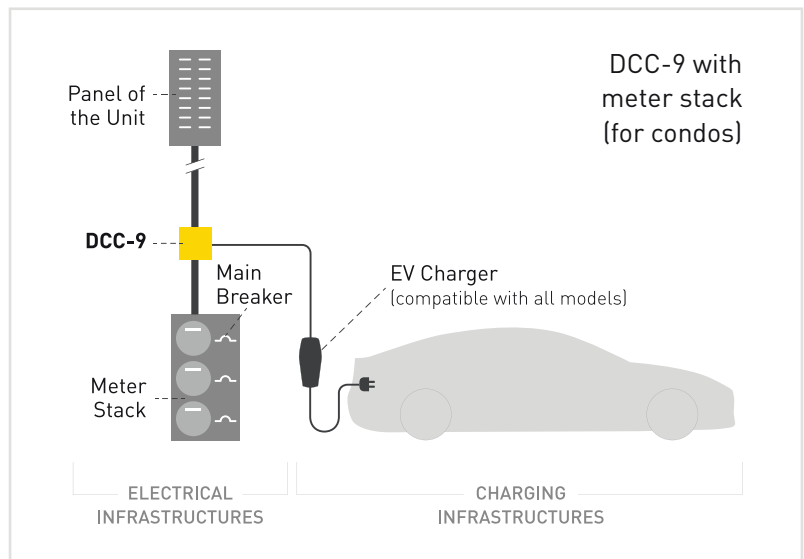 DCC-9 with
meter stack
(for condos)
Panel of
the Unit
DCC-9
Main
Breaker
EV Charger
(compatible with all models)
Meter
Stack
ELECTRICAL
INFRASTRUCTURES
CHARGING
INFRASTRUCTURES